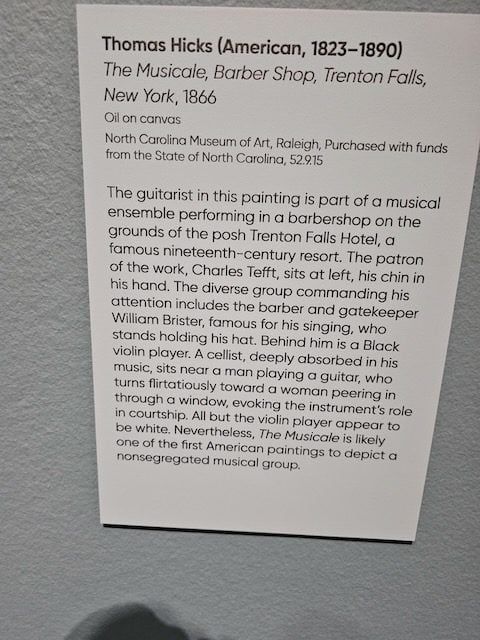 Thomas Hicks (American, 1823–1890)
The Musicale, Barber Shop, Trenton Falls,
New York, 1866
Oil on canvas
North Carolina Museum of Art, Raleigh, Purchased with funds
from the State of North Carolina, 52.9.15
The guitarist in this painting is part of a musical
ensemble performing in a barbershop on the
grounds of the posh Trenton Falls Hotel, a
famous nineteenth-century resort. The patron
of the work, Charles Tefft, sits at left, his chin in
his hand. The diverse group commanding his
attention includes the barber and gatekeeper
William Brister, famous for his singing, who
stands holding his hat. Behind him is a Black
violin player. A cellist, deeply absorbed in his
music, sits near a man playing a guitar, who
turns flirtatiously toward a woman peering in
through a window, evoking the instrument's role
in courtship. All but the violin player appear to
be white. Nevertheless, The Musicale is likely
one of the first American paintings to depict a
nonsegregated musical group.